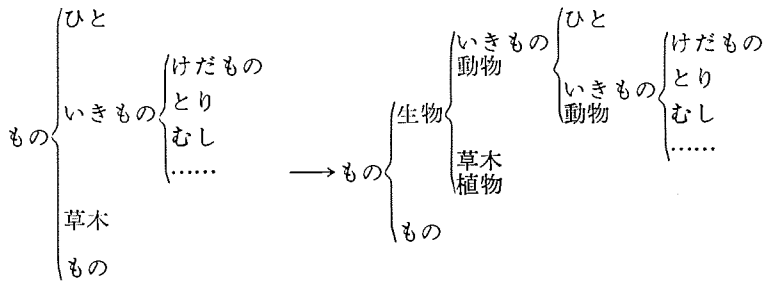 もの
ひと
いきもの
けだもの
とり
むし
……
草木
もの
→
もの
生物
いきもの
動物
ひと
いきもの
動物
けだもの
とり
むし
……
草木
植物
もの